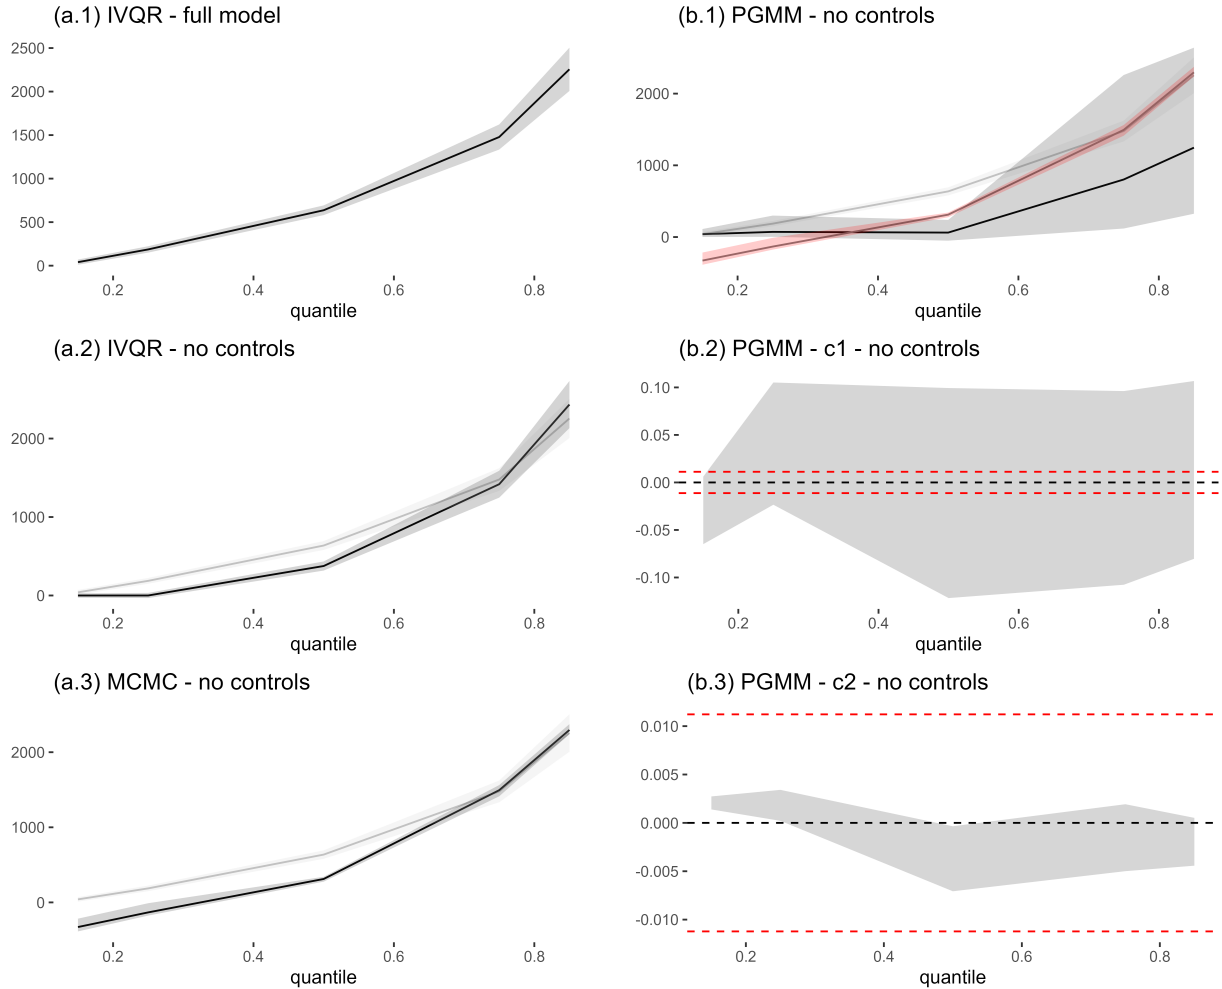 (a.1) IVQR - full model
2500
2000
1500
1000
500
0
0.2 0.4 0.6 0.8
quantile
(b.1) PGMM - no controls
2000
1000
0
0.2 0.4 0.6 0.8
quantile
(a.2) IVQR - no controls
2000
1000
0
0.2 0.4 0.6 0.8
quantile
(b.2) PGMM - c1 - no controls
0.10
0.05
0.00
-0.05
-0.10
0.2 0.4 0.6 0.8
quantile
(a.3) MCMC - no controls
2000
1000
0
0.2 0.4 0.6 0.8
quantile
(b.3) PGMM - c2 - no controls
0.010
0.005
0.000
-0.005
-0.010
0.2 0.4 0.6 0.8
quantile